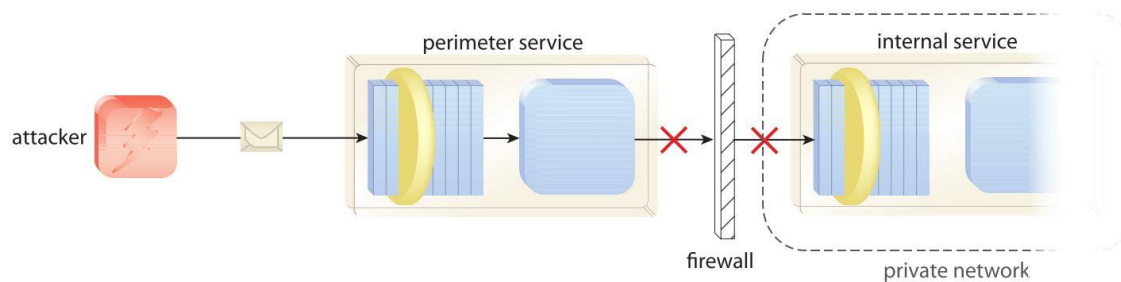 perimeter service
internal service
attacker
firewall
private network